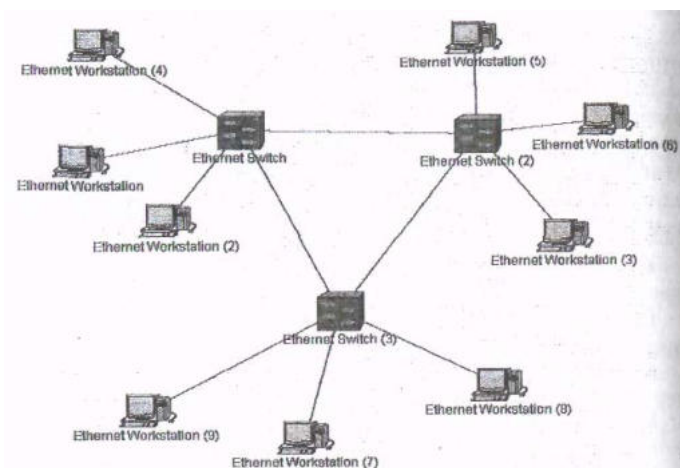 Ethernet Workstation (4)
Ethernet Workstation (5)
Ethernet Switch
Ethernet Switch (2)
Ethernet Workstation (6)
Ethernet Workstation
Ethernet Workstation (2)
Ethernet Workstation (3)
Ethernet Switch (3)
Ethernet Workstation (8)
Ethernet Workstation (9)
Ethernet Workstation (7)